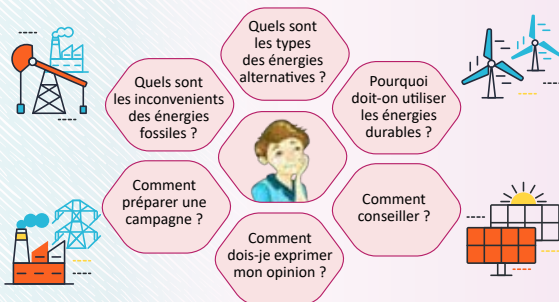 Quels sont
les types
des énergies
alternatives ?
Quels sont
les inconvenients
des énergies
fossiles ?
Pourquoi
doit-on utiliser
les énergies
durables ?
Comment
préparer une
campagne ?
Comment
conseiller ?
Comment
dois-je exprimer
mon opinion ?